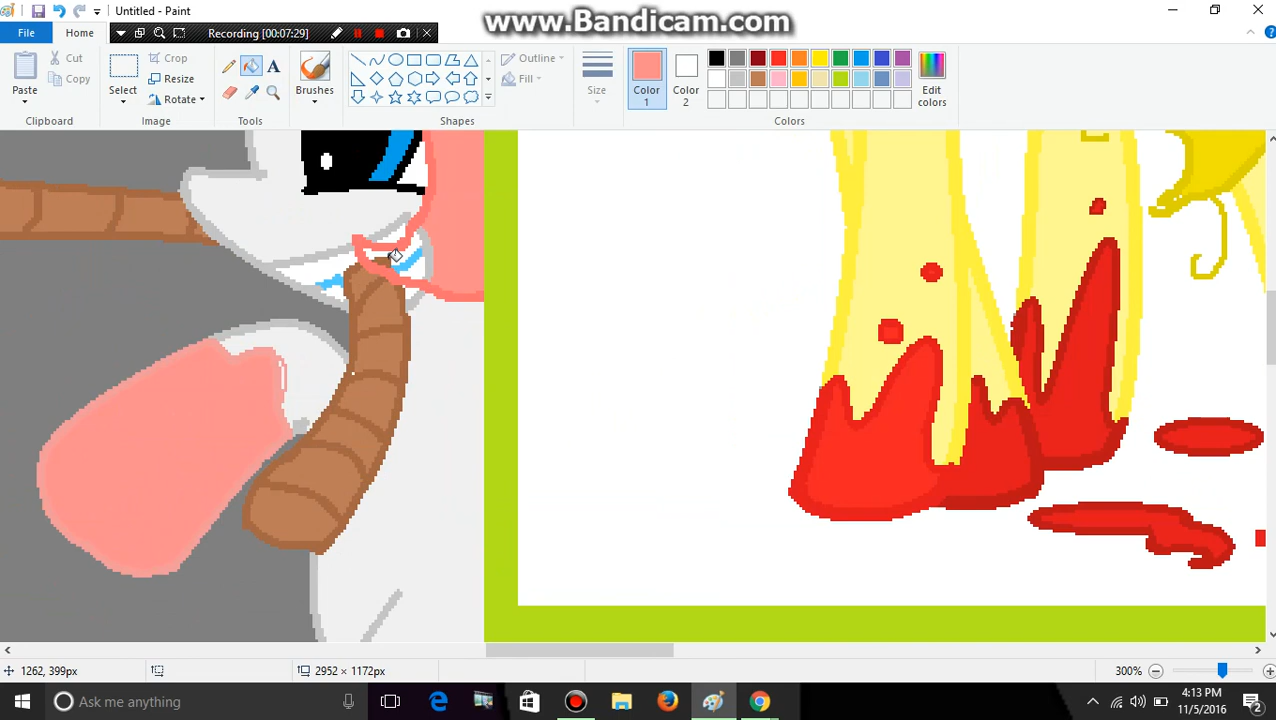 www.Bandicam.com
Untitled - Paint
File
Home
Recording [00:07:29]
Paste
Cut
Copy
Clipboard
Select
Crop
Resize
Rotate
Image
A
Tools
Brushes
Outline
Fill
Shapes
Size
Color 1
Color 2
Edit colors
Colors
1262, 399px
2952 × 1172px
300%
Ask me anything
4:13 PM
11/5/2016
2